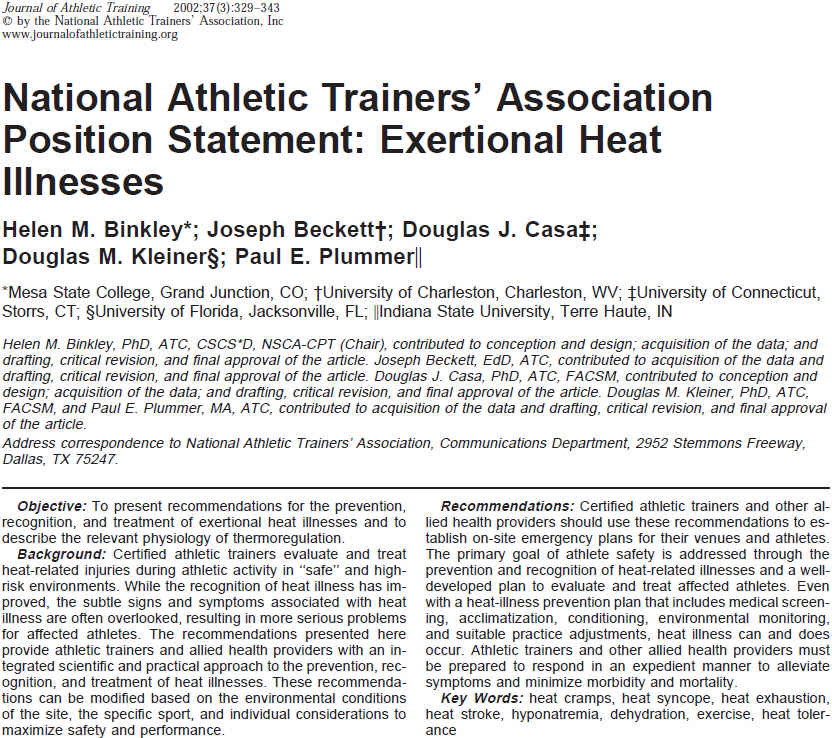 Journal of Athletic Training 2002;37(3):329–343
© by the National Athletic Trainers' Association, Inc
www.journalofathletictraining.org
National Athletic Trainers' Association
Position Statement: Exertional Heat
Illnesses
Helen M. Binkley*; Joseph Beckett†; Douglas J. Casa‡;
Douglas M. Kleiner§; Paul E. Plummer‖
*Mesa State College, Grand Junction, CO; †University of Charleston, Charleston, WV; ‡University of Connecticut,
Storrs, CT; §University of Florida, Jacksonville, FL; ‖Indiana State University, Terre Haute, IN
Helen M. Binkley, PhD, ATC, CSCS*D, NSCA-CPT (Chair), contributed to conception and design; acquisition of the data; and
drafting, critical revision, and final approval of the article. Joseph Beckett, EdD, ATC, contributed to acquisition of the data and
drafting, critical revision, and final approval of the article. Douglas J. Casa, PhD, ATC, FACSM, contributed to conception and
design; acquisition of the data; and drafting, critical revision, and final approval of the article. Douglas M. Kleiner, PhD, ATC,
FACSM, and Paul E. Plummer, MA, ATC, contributed to acquisition of the data and drafting, critical revision, and final approval
of the article.
Address correspondence to National Athletic Trainers' Association, Communications Department, 2952 Stemmons Freeway,
Dallas, TX 75247.
Objective: To present recommendations for the prevention,
recognition, and treatment of exertional heat illnesses and to
describe the relevant physiology of thermoregulation.
Background: Certified athletic trainers evaluate and treat
heat-related injuries during athletic activity in ''safe'' and high-
risk environments. While the recognition of heat illness has im-
proved, the subtle signs and symptoms associated with heat
illness are often overlooked, resulting in more serious problems
for affected athletes. The recommendations presented here
provide athletic trainers and allied health providers with an in-
tegrated scientific and practical approach to the prevention, rec-
ognition, and treatment of heat illnesses. These recommenda-
tions can be modified based on the environmental conditions
of the site, the specific sport, and individual considerations to
maximize safety and performance.
Recommendations: Certified athletic trainers and other al-
lied health providers should use these recommendations to es-
tablish on-site emergency plans for their venues and athletes.
The primary goal of athlete safety is addressed through the
prevention and recognition of heat-related illnesses and a well-
developed plan to evaluate and treat affected athletes. Even
with a heat-illness prevention plan that includes medical screen-
ing, acclimatization, conditioning, environmental monitoring,
and suitable practice adjustments, heat illness can and does
occur. Athletic trainers and other allied health providers must
be prepared to respond in an expedient manner to alleviate
symptoms and minimize morbidity and mortality.
Key Words: heat cramps, heat syncope, heat exhaustion,
heat stroke, hyponatremia, dehydration, exercise, heat toler-
ance